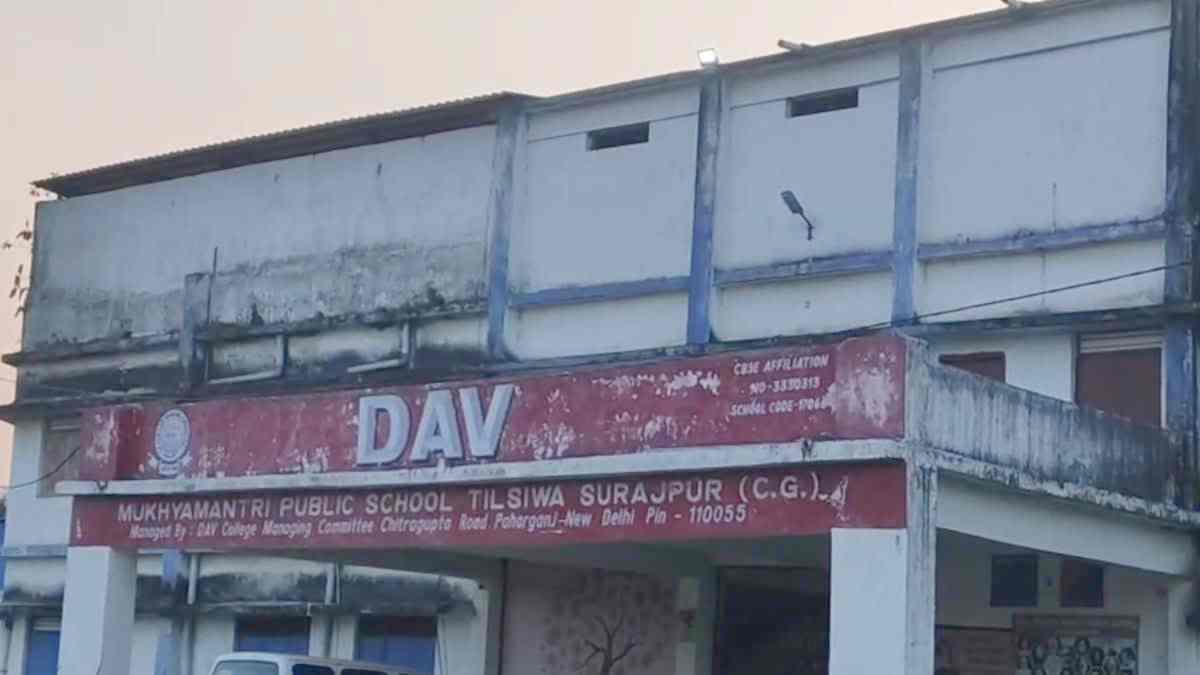 DAV
CBSE AFFILIATION
NO-3330313
SCHOOL CODE-
MUKHYAMANTRI PUBLIC SCHOOL TILSIWA SURAJPUR (C.G.)
Managed By : DAV College Managing Committee Chitragupta Road Paharganj-New Delhi Pin - 110055